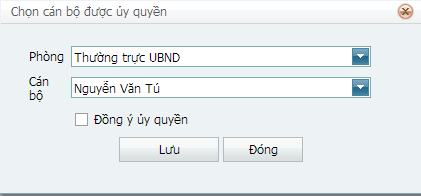 Chọn cán bộ được ủy quyền
Phòng Thường trực UBND
Cán bộ Nguyễn Văn Tú
Đồng ý ủy quyền
Lưu Đóng